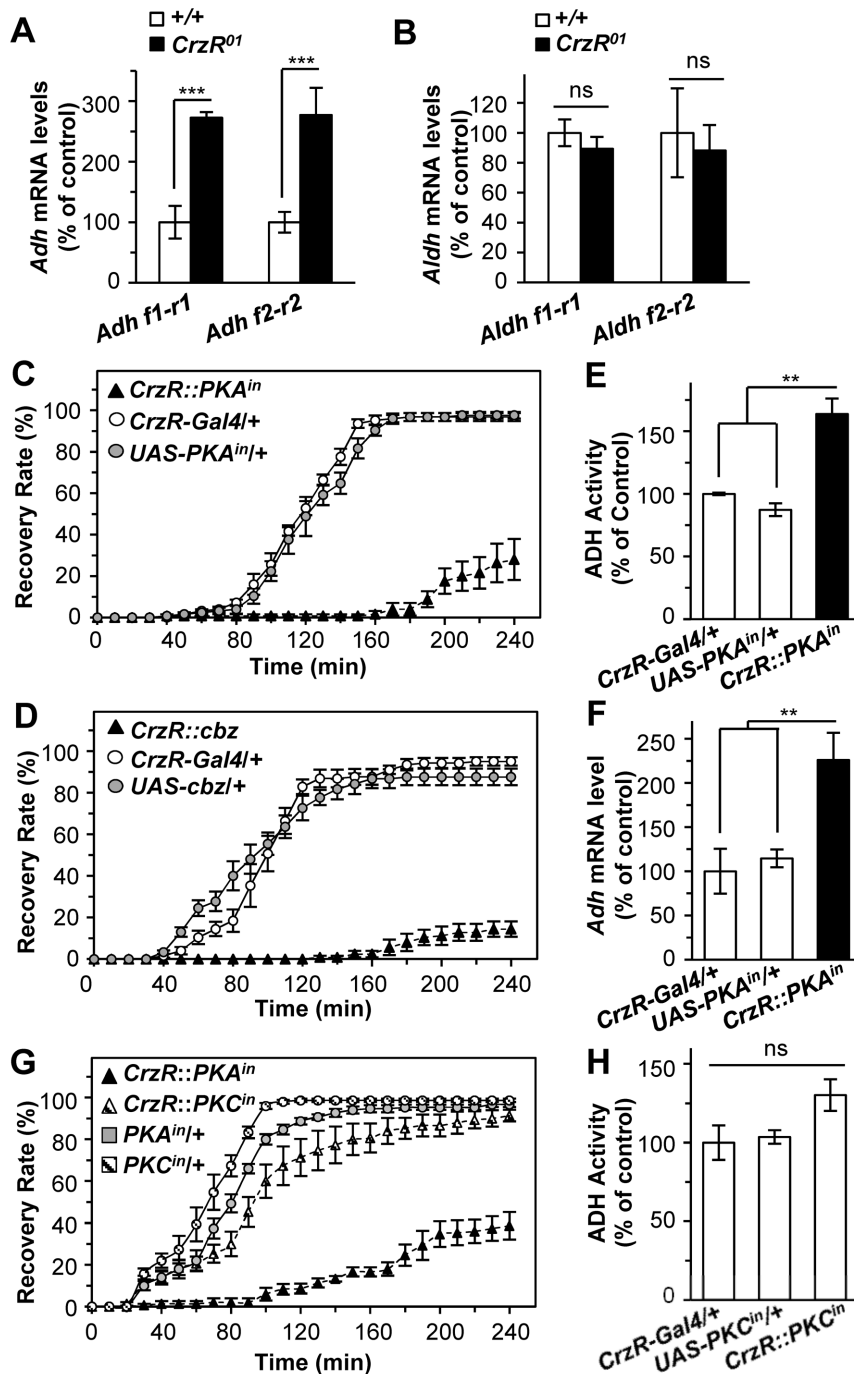 A
+/+
CrzR01
Adh mRNA levels
(% of control)
300
200
100
0
***
***
Adh f1-r1
Adh f2-r2
B
+/+
CrzR01
Aldh mRNA levels
(% of control)
120
100
80
60
40
20
0
ns
ns
Aldh f1-r1
Aldh f2-r2
C
CrzR::PKAin
CrzR-Gal4/+
UAS-PKAin/+
Recovery Rate (%)
100
80
60
40
20
0
0 40 80 120 160 200 240
Time (min)
E
ADH Activity
(% of Control)
150
100
50
0
**
CrzR-Gal4/+
UAS-PKAin/+
CrzR::PKAin
D
CrzR::cbz
CrzR-Gal4/+
UAS-cbz/+
Recovery Rate (%)
100
80
60
40
20
0
0 40 80 120 160 200 240
Time (min)
F
Adh mRNA level
(% of control)
250
200
150
100
50
0
**
CrzR-Gal4/+
UAS-PKAin/+
CrzR::PKAin
G
CrzR::PKAin
CrzR::PKCin
PKAin/+
PKCin/+
Recovery Rate (%)
100
80
60
40
20
0
0 40 80 120 160 200 240
Time (min)
H
ADH Activity
(% of control)
150
100
50
0
ns
CrzR-Gal4/+
UAS-PKCin/+
CrzR::PKCin